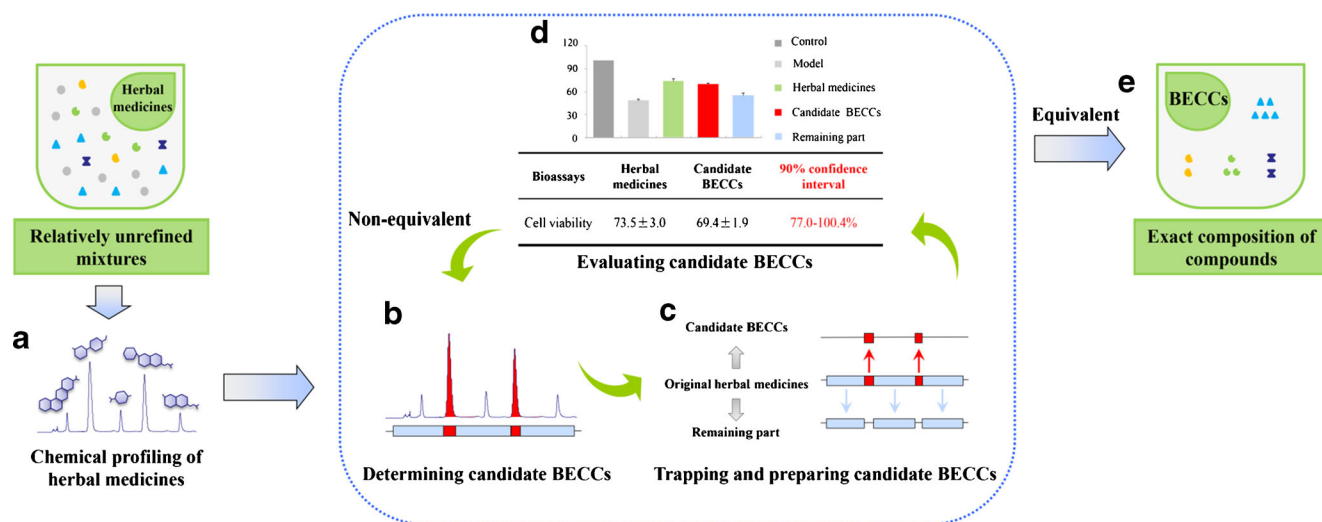 Herbal
medicines
Relatively unrefined
mixtures
a
Chemical profiling of
herbal medicines
d
120
90
60
30
0
Control
Model
Herbal medicines
Candidate BECCs
Remaining part
Bioassays
Herbal
medicines
Candidate
BECCs
90% confidence
interval
Cell viability
73.5±3.0
69.4±1.9
77.0-100.4%
Evaluating candidate BECCs
Non-equivalent
b
Determining candidate BECCs
c
Candidate BECCs
Original herbal medicines
Remaining part
Trapping and preparing candidate BECCs
Equivalent
e
BECCs
Exact composition of
compounds